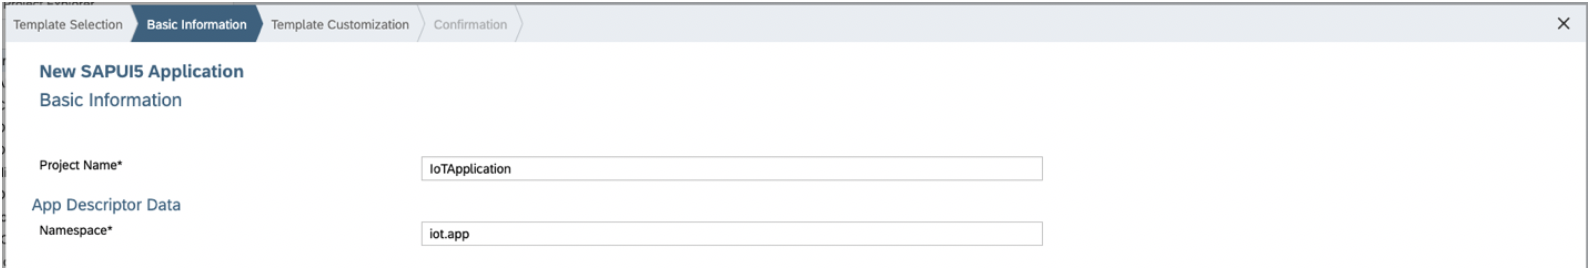 Template Selection Basic Information Template Customization Confirmation
New SAPUI5 Application
Basic Information
Project Name*
IoTApplication
App Descriptor Data
Namespace*
iot.app